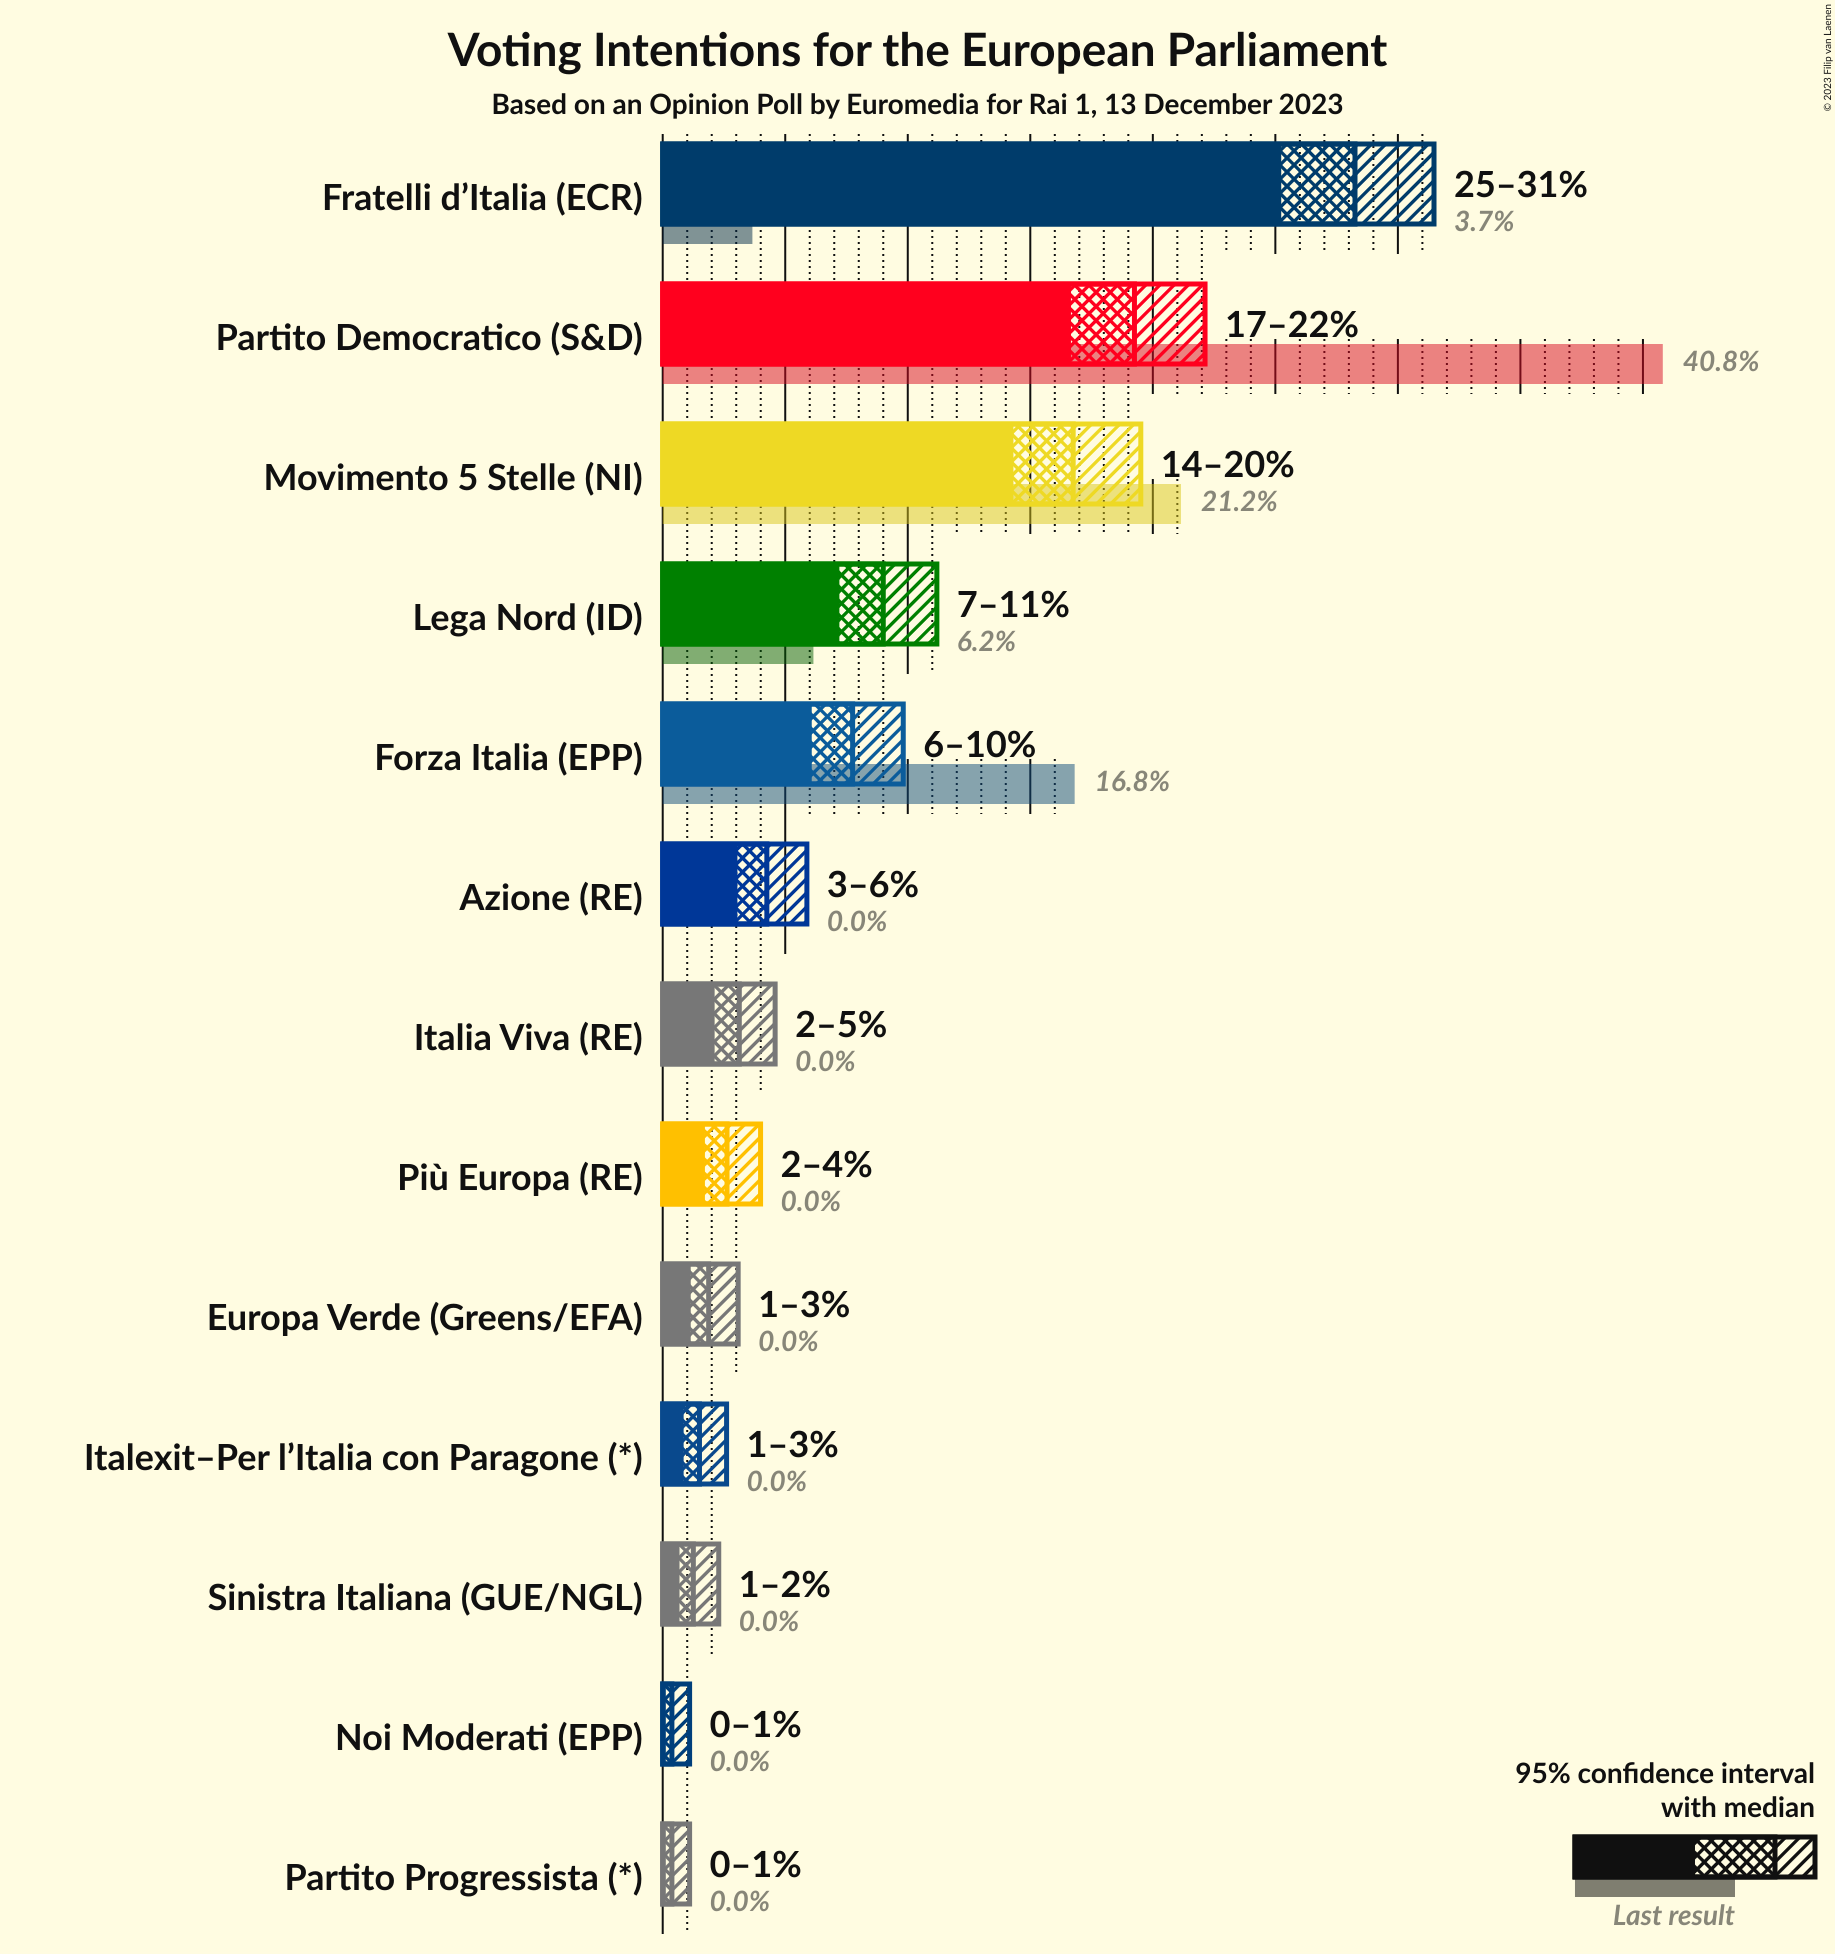 Voting Intentions for the European Parliament
Based on an Opinion Poll by Euromedia for Rai 1, 13 December 2023
© 2023 Filip van Laenen
Fratelli d’Italia (ECR)
25–31%
3.7%
Partito Democratico (S&D)
17–22%
40.8%
Movimento 5 Stelle (NI)
14–20%
21.2%
Lega Nord (ID)
7–11%
6.2%
Forza Italia (EPP)
6–10%
16.8%
Azione (RE)
3–6%
0.0%
Italia Viva (RE)
2–5%
0.0%
Più Europa (RE)
2–4%
0.0%
Europa Verde (Greens/EFA)
1–3%
0.0%
Italexit–Per l’Italia con Paragone (*)
1–3%
0.0%
Sinistra Italiana (GUE/NGL)
1–2%
0.0%
Noi Moderati (EPP)
0–1%
0.0%
Partito Progressista (*)
0–1%
0.0%
95% confidence interval
with median
Last result